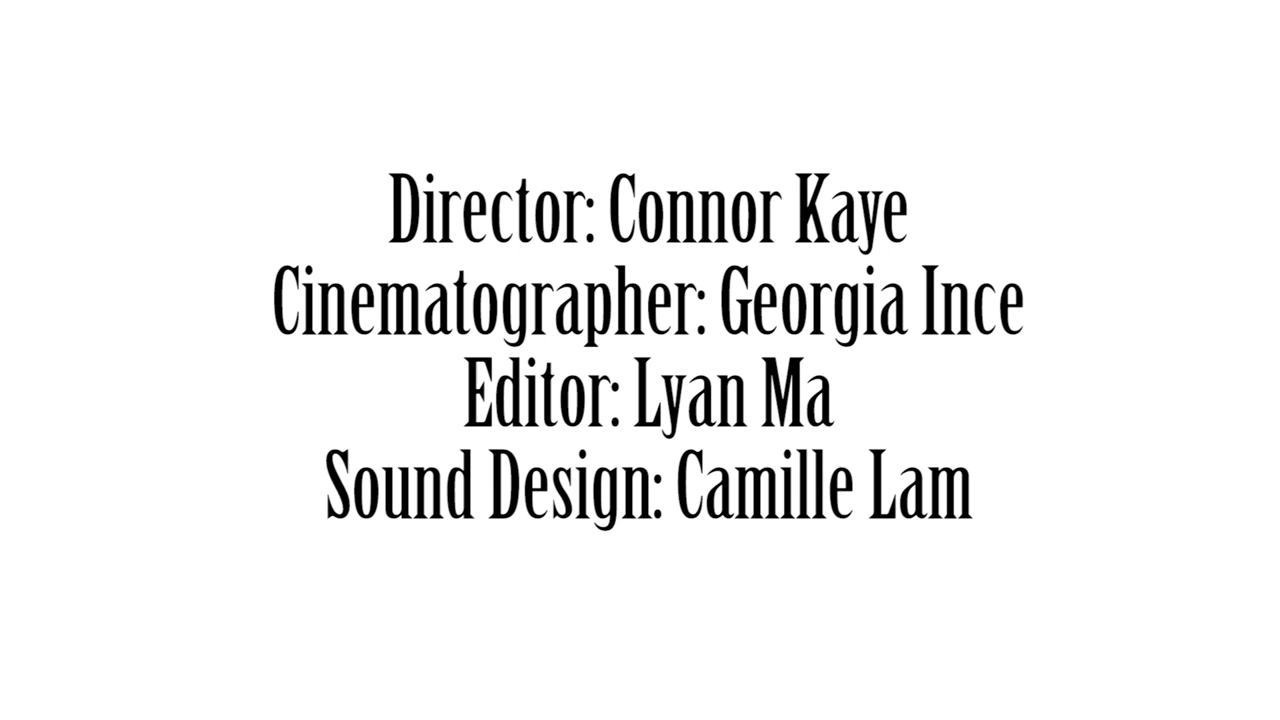 Director: Connor Kaye
Cinematographer: Georgia Ince
Editor: Lyan Ma
Sound Design: Camille Lam